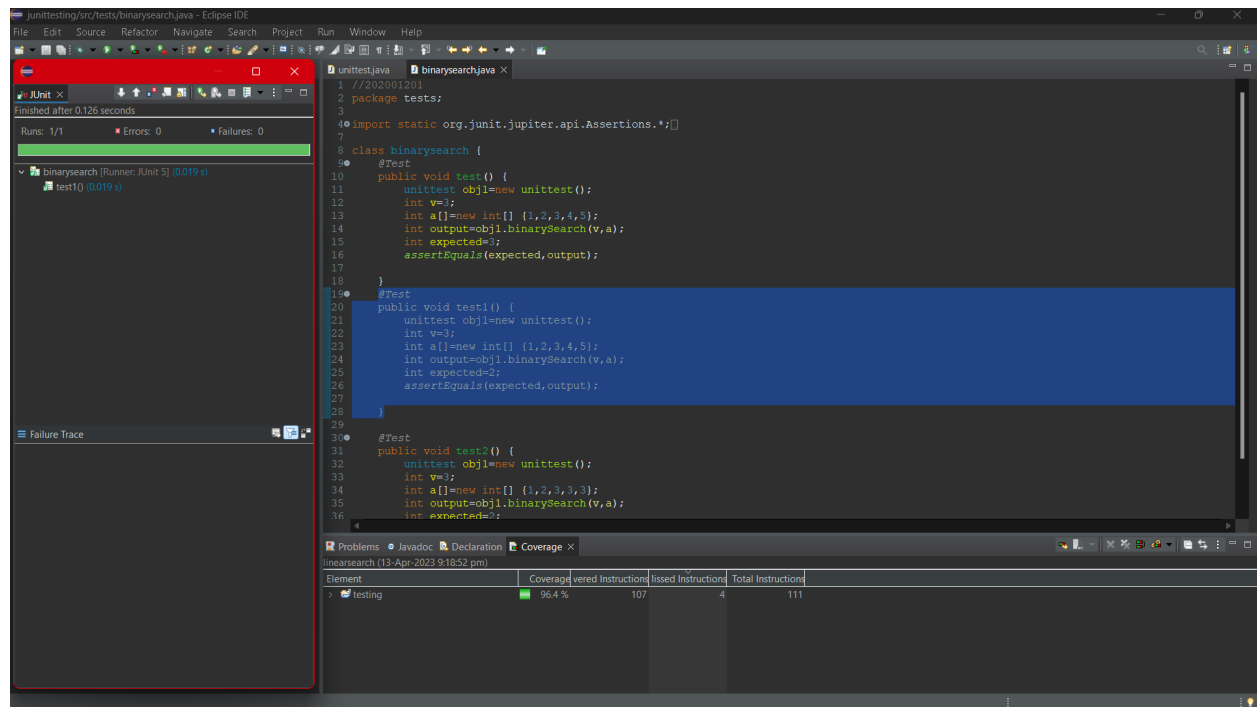 junittesting/src/tests/binarysearch.java - Eclipse IDE
File Edit Source Refactor Navigate Search Project Run Window Help
JUnit
Finished after 0.126 seconds
Runs: 1/1 Errors: 0 Failures: 0
binarysearch [Runner: JUnit 5] (0.019 s)
test1() (0.019 s)
Failure Trace
unittest.java binarysearch.java
1 //202001201
2 package tests;
3
4 import static org.junit.jupiter.api.Assertions.*;
7
8 class binarysearch {
9 @Test
10 public void test() {
11 unittest obj1=new unittest();
12 int v=3;
13 int a[]=new int[] {1,2,3,4,5};
14 int output=obj1.binarySearch(v,a);
15 int expected=3;
16 assertEquals(expected,output);
17
18 }
19 @Test
20 public void test1() {
21 unittest obj1=new unittest();
22 int v=3;
23 int a[]=new int[] {1,2,3,4,5};
24 int output=obj1.binarySearch(v,a);
25 int expected=2;
26 assertEquals(expected,output);
27
28 }
29
30 @Test
31 public void test2() {
32 unittest obj1=new unittest();
33 int v=3;
34 int a[]=new int[] {1,2,3,3,3};
35 int output=obj1.binarySearch(v,a);
36 int expected=2;
Problems Javadoc Declaration Coverage
linearsearch (13-Apr-2023 9:18:52 pm)
Element Coverage vered Instructions lissed Instructions Total Instructions
testing 96.4 % 107 4 111